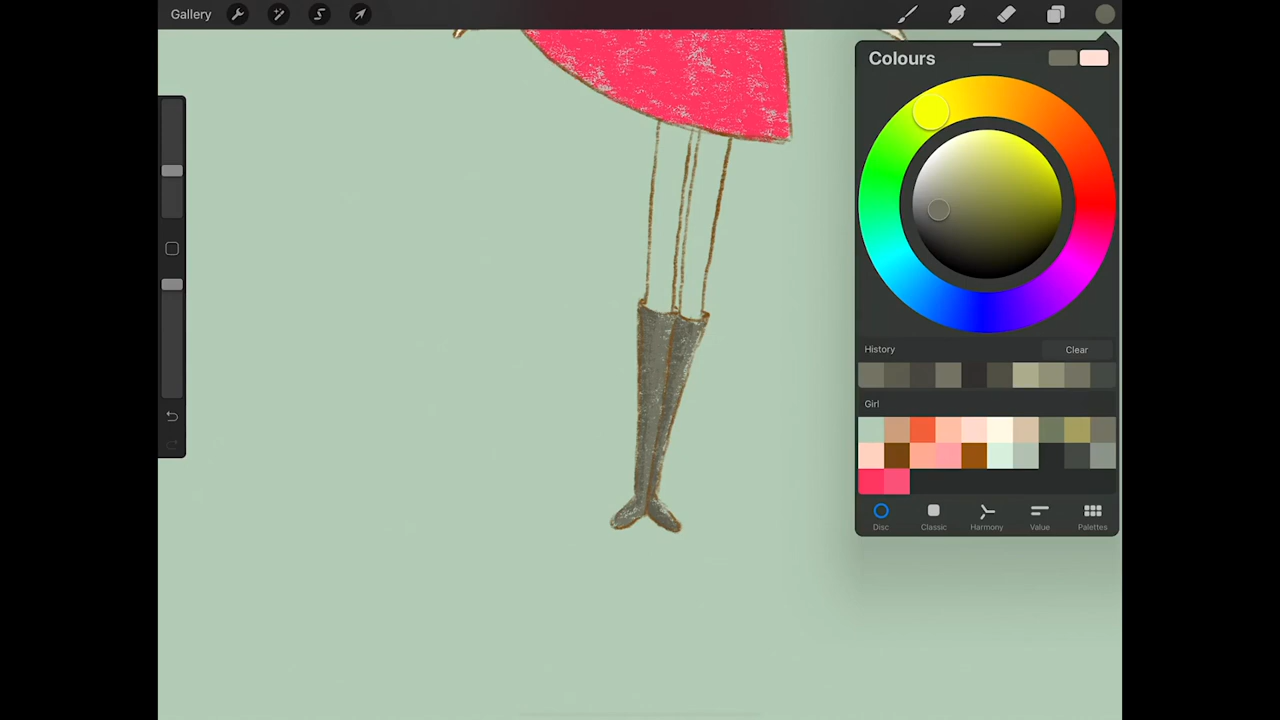 Gallery
Colours
History Clear
Girl
Disc Classic Harmony Value Palettes